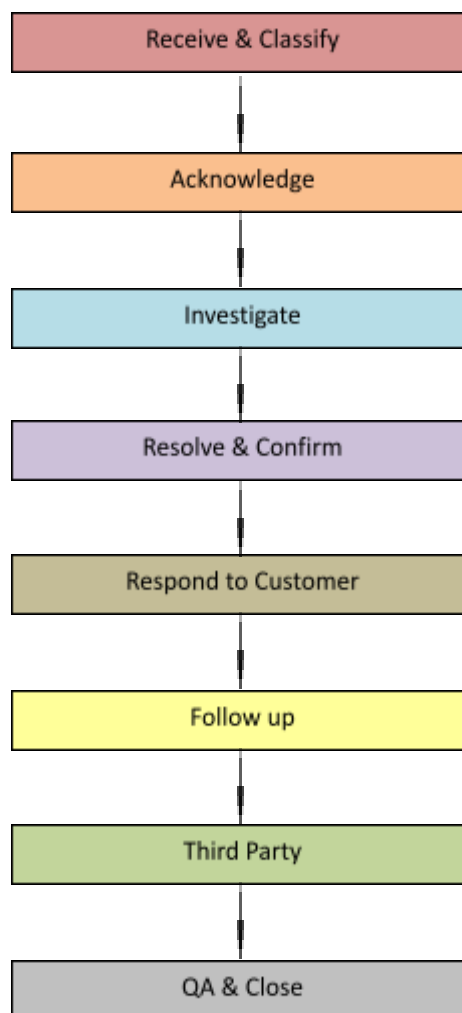 Receive & Classify
Acknowledge
Investigate
Resolve & Confirm
Respond to Customer
Follow up
Third Party
QA & Close